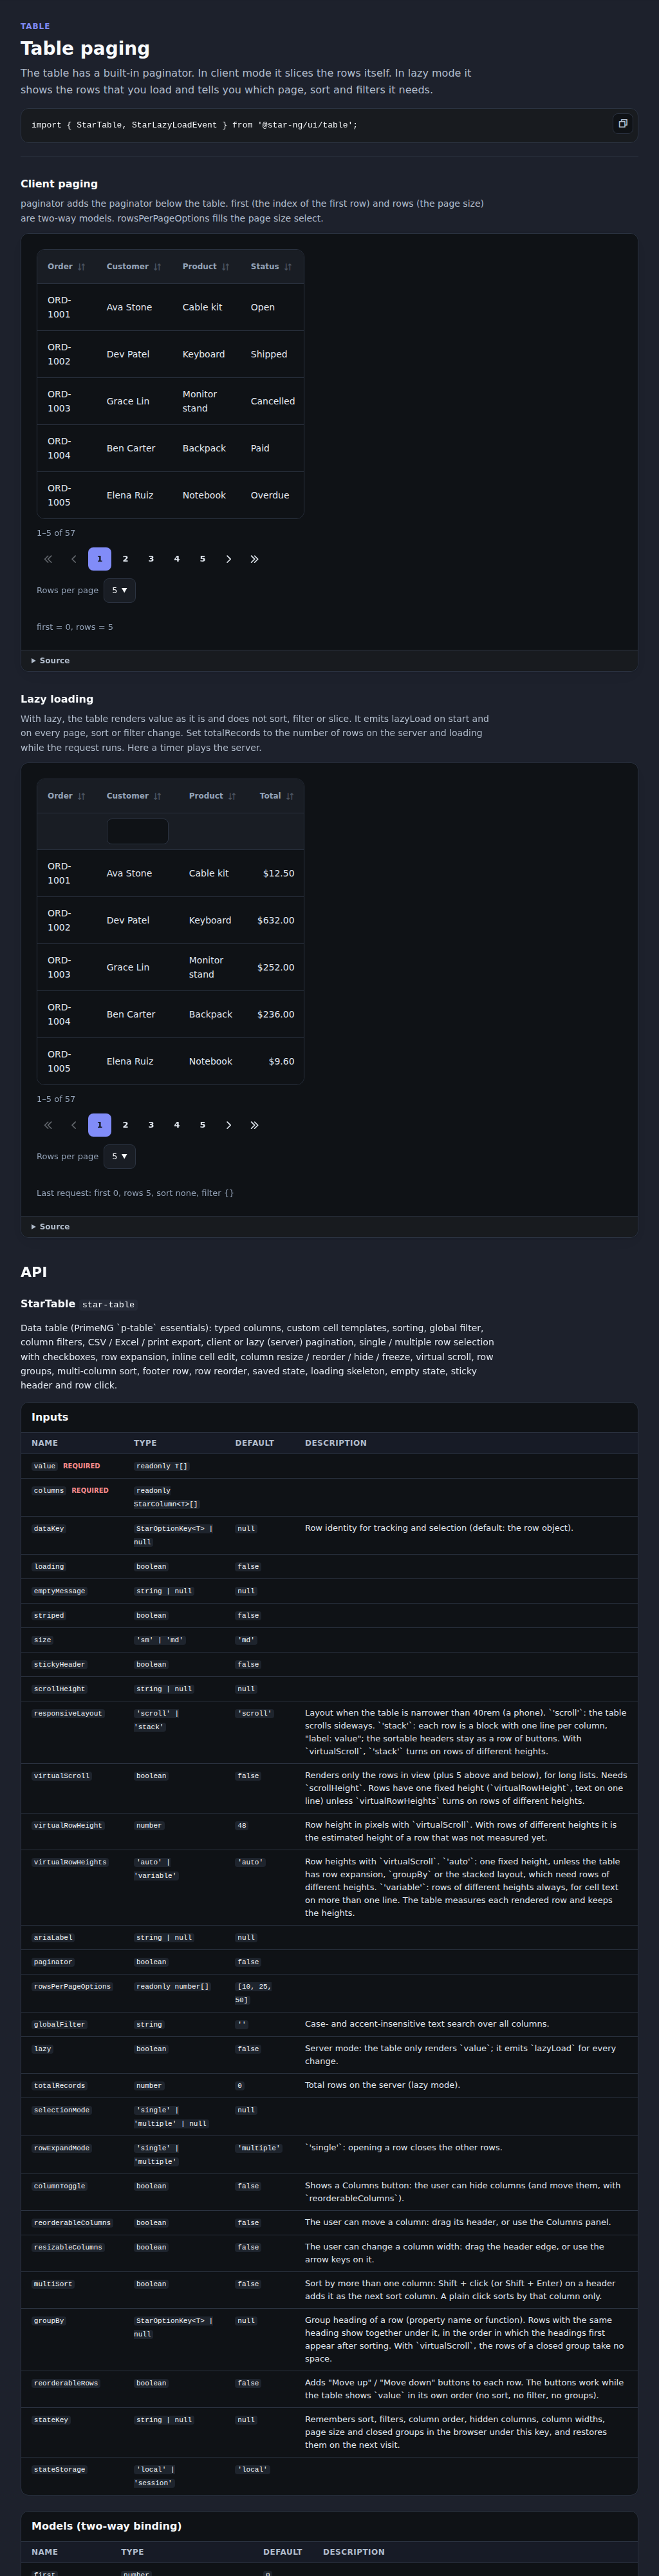 TABLE
Table paging
The table has a built-in paginator. In client mode it slices the rows itself. In lazy mode it
shows the rows that you load and tells you which page, sort and filters it needs.
import { StarTable, StarLazyLoadEvent } from '@star-ng/ui/table';
Client paging
paginator adds the paginator below the table. first (the index of the first row) and rows (the page size)
are two-way models. rowsPerPageOptions fills the page size select.
Order Customer Product Status
ORD-
1001 Ava Stone Cable kit Open
ORD-
1002 Dev Patel Keyboard Shipped
ORD-
1003 Grace Lin Monitor
stand Cancelled
ORD-
1004 Ben Carter Backpack Paid
ORD-
1005 Elena Ruiz Notebook Overdue
1–5 of 57
1 2 3 4 5
Rows per page 5
first = 0, rows = 5
Source
Lazy loading
With lazy, the table renders value as it is and does not sort, filter or slice. It emits lazyLoad on start and
on every page, sort or filter change. Set totalRecords to the number of rows on the server and loading
while the request runs. Here a timer plays the server.
Order Customer Product Total
ORD-
1001 Ava Stone Cable kit $12.50
ORD-
1002 Dev Patel Keyboard $632.00
ORD-
1003 Grace Lin Monitor
stand $252.00
ORD-
1004 Ben Carter Backpack $236.00
ORD-
1005 Elena Ruiz Notebook $9.60
1–5 of 57
1 2 3 4 5
Rows per page 5
Last request: first 0, rows 5, sort none, filter {}
Source
API
StarTable star-table
Data table (PrimeNG `p-table` essentials): typed columns, custom cell templates, sorting, global filter,
column filters, CSV / Excel / print export, client or lazy (server) pagination, single / multiple row selection
with checkboxes, row expansion, inline cell edit, column resize / reorder / hide / freeze, virtual scroll, row
groups, multi-column sort, footer row, row reorder, saved state, loading skeleton, empty state, sticky
header and row click.
Inputs
NAME TYPE DEFAULT DESCRIPTION
value REQUIRED readonly T[]
columns REQUIRED readonly
StarColumn<T>[]
dataKey StarOptionKey<T> |
null null Row identity for tracking and selection (default: the row object).
loading boolean false
emptyMessage string | null null
striped boolean false
size 'sm' | 'md' 'md'
stickyHeader boolean false
scrollHeight string | null null
responsiveLayout 'scroll' |
'stack' 'scroll' Layout when the table is narrower than 40rem (a phone). `'scroll'`: the table
scrolls sideways. `'stack'`: each row is a block with one line per column,
"label: value"; the sortable headers stay as a row of buttons. With
`virtualScroll`, `'stack'` turns on rows of different heights.
virtualScroll boolean false Renders only the rows in view (plus 5 above and below), for long lists. Needs
`scrollHeight`. Rows have one fixed height (`virtualRowHeight`, text on one
line) unless `virtualRowHeights` turns on rows of different heights.
virtualRowHeight number 48 Row height in pixels with `virtualScroll`. With rows of different heights it is
the estimated height of a row that was not measured yet.
virtualRowHeights 'auto' |
'variable' 'auto' Row heights with `virtualScroll`. `'auto'`: one fixed height, unless the table
has row expansion, `groupBy` or the stacked layout, which need rows of
different heights. `'variable'`: rows of different heights always, for cell text
on more than one line. The table measures each rendered row and keeps
the heights.
ariaLabel string | null null
paginator boolean false
rowsPerPageOptions readonly number[] [10, 25,
50]
globalFilter string '' Case- and accent-insensitive text search over all columns.
lazy boolean false Server mode: the table only renders `value`; it emits `lazyLoad` for every
change.
totalRecords number 0 Total rows on the server (lazy mode).
selectionMode 'single' |
'multiple' | null null
rowExpandMode 'single' |
'multiple' 'multiple' `'single'`: opening a row closes the other rows.
columnToggle boolean false Shows a Columns button: the user can hide columns (and move them, with
`reorderableColumns`).
reorderableColumns boolean false The user can move a column: drag its header, or use the Columns panel.
resizableColumns boolean false The user can change a column width: drag the header edge, or use the
arrow keys on it.
multiSort boolean false Sort by more than one column: Shift + click (or Shift + Enter) on a header
adds it as the next sort column. A plain click sorts by that column only.
groupBy StarOptionKey<T> |
null null Group heading of a row (property name or function). Rows with the same
heading show together under it, in the order in which the headings first
appear after sorting. With `virtualScroll`, the rows of a closed group take no
space.
reorderableRows boolean false Adds "Move up" / "Move down" buttons to each row. The buttons work while
the table shows `value` in its own order (no sort, no filter, no groups).
stateKey string | null null Remembers sort, filters, column order, hidden columns, column widths,
page size and closed groups in the browser under this key, and restores
them on the next visit.
stateStorage 'local' |
'session' 'local'
Models (two-way binding)
NAME TYPE DEFAULT DESCRIPTION
first number 0